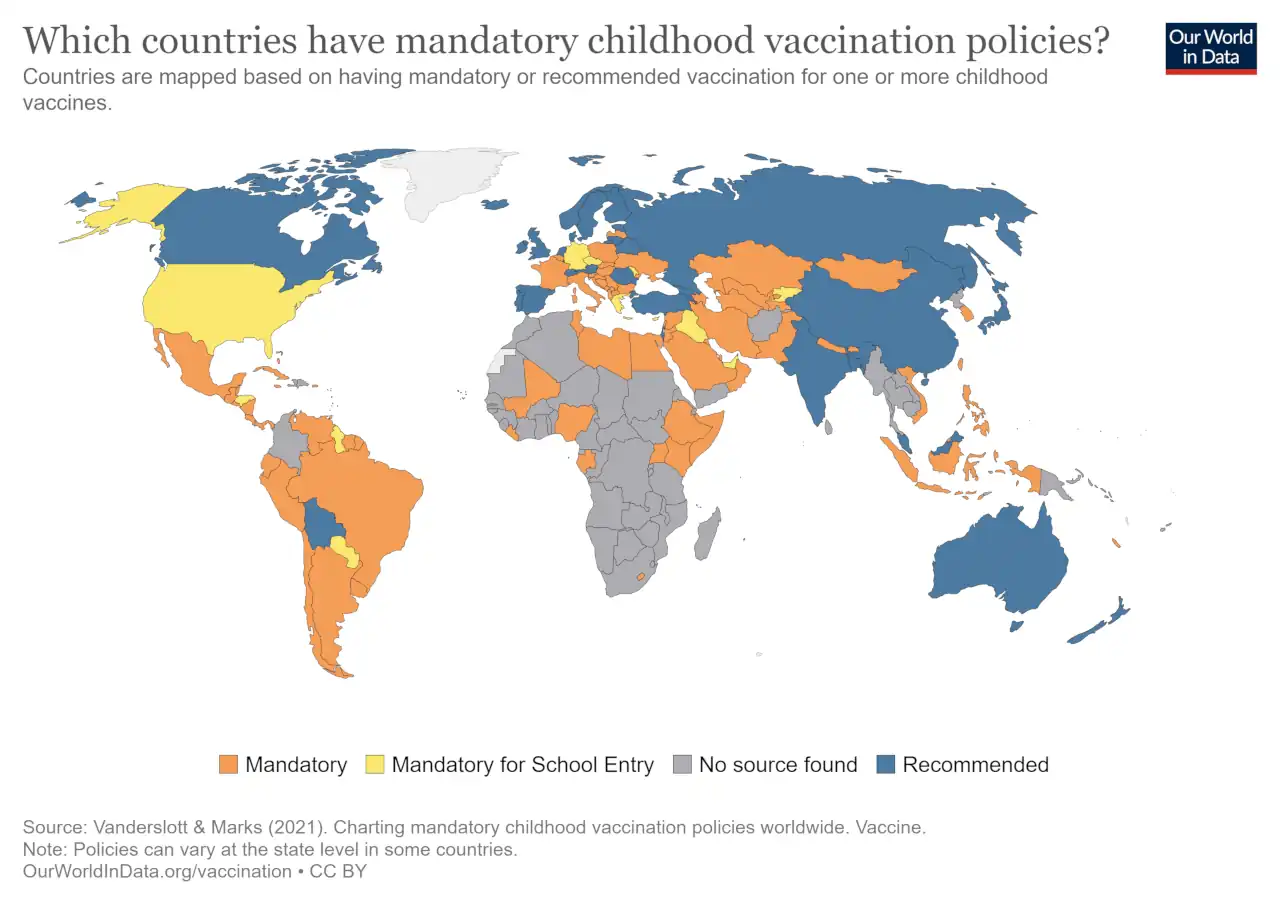 Which countries have mandatory childhood vaccination policies?
Our World
in Data
Countries are mapped based on having mandatory or recommended vaccination for one or more childhood
vaccines.
Mandatory
Mandatory for School Entry
No source found
Recommended
Source: Vanderslott & Marks (2021). Charting mandatory childhood vaccination policies worldwide. Vaccine.
Note: Policies can vary at the state level in some countries.
OurWorldInData.org/vaccination • CC BY